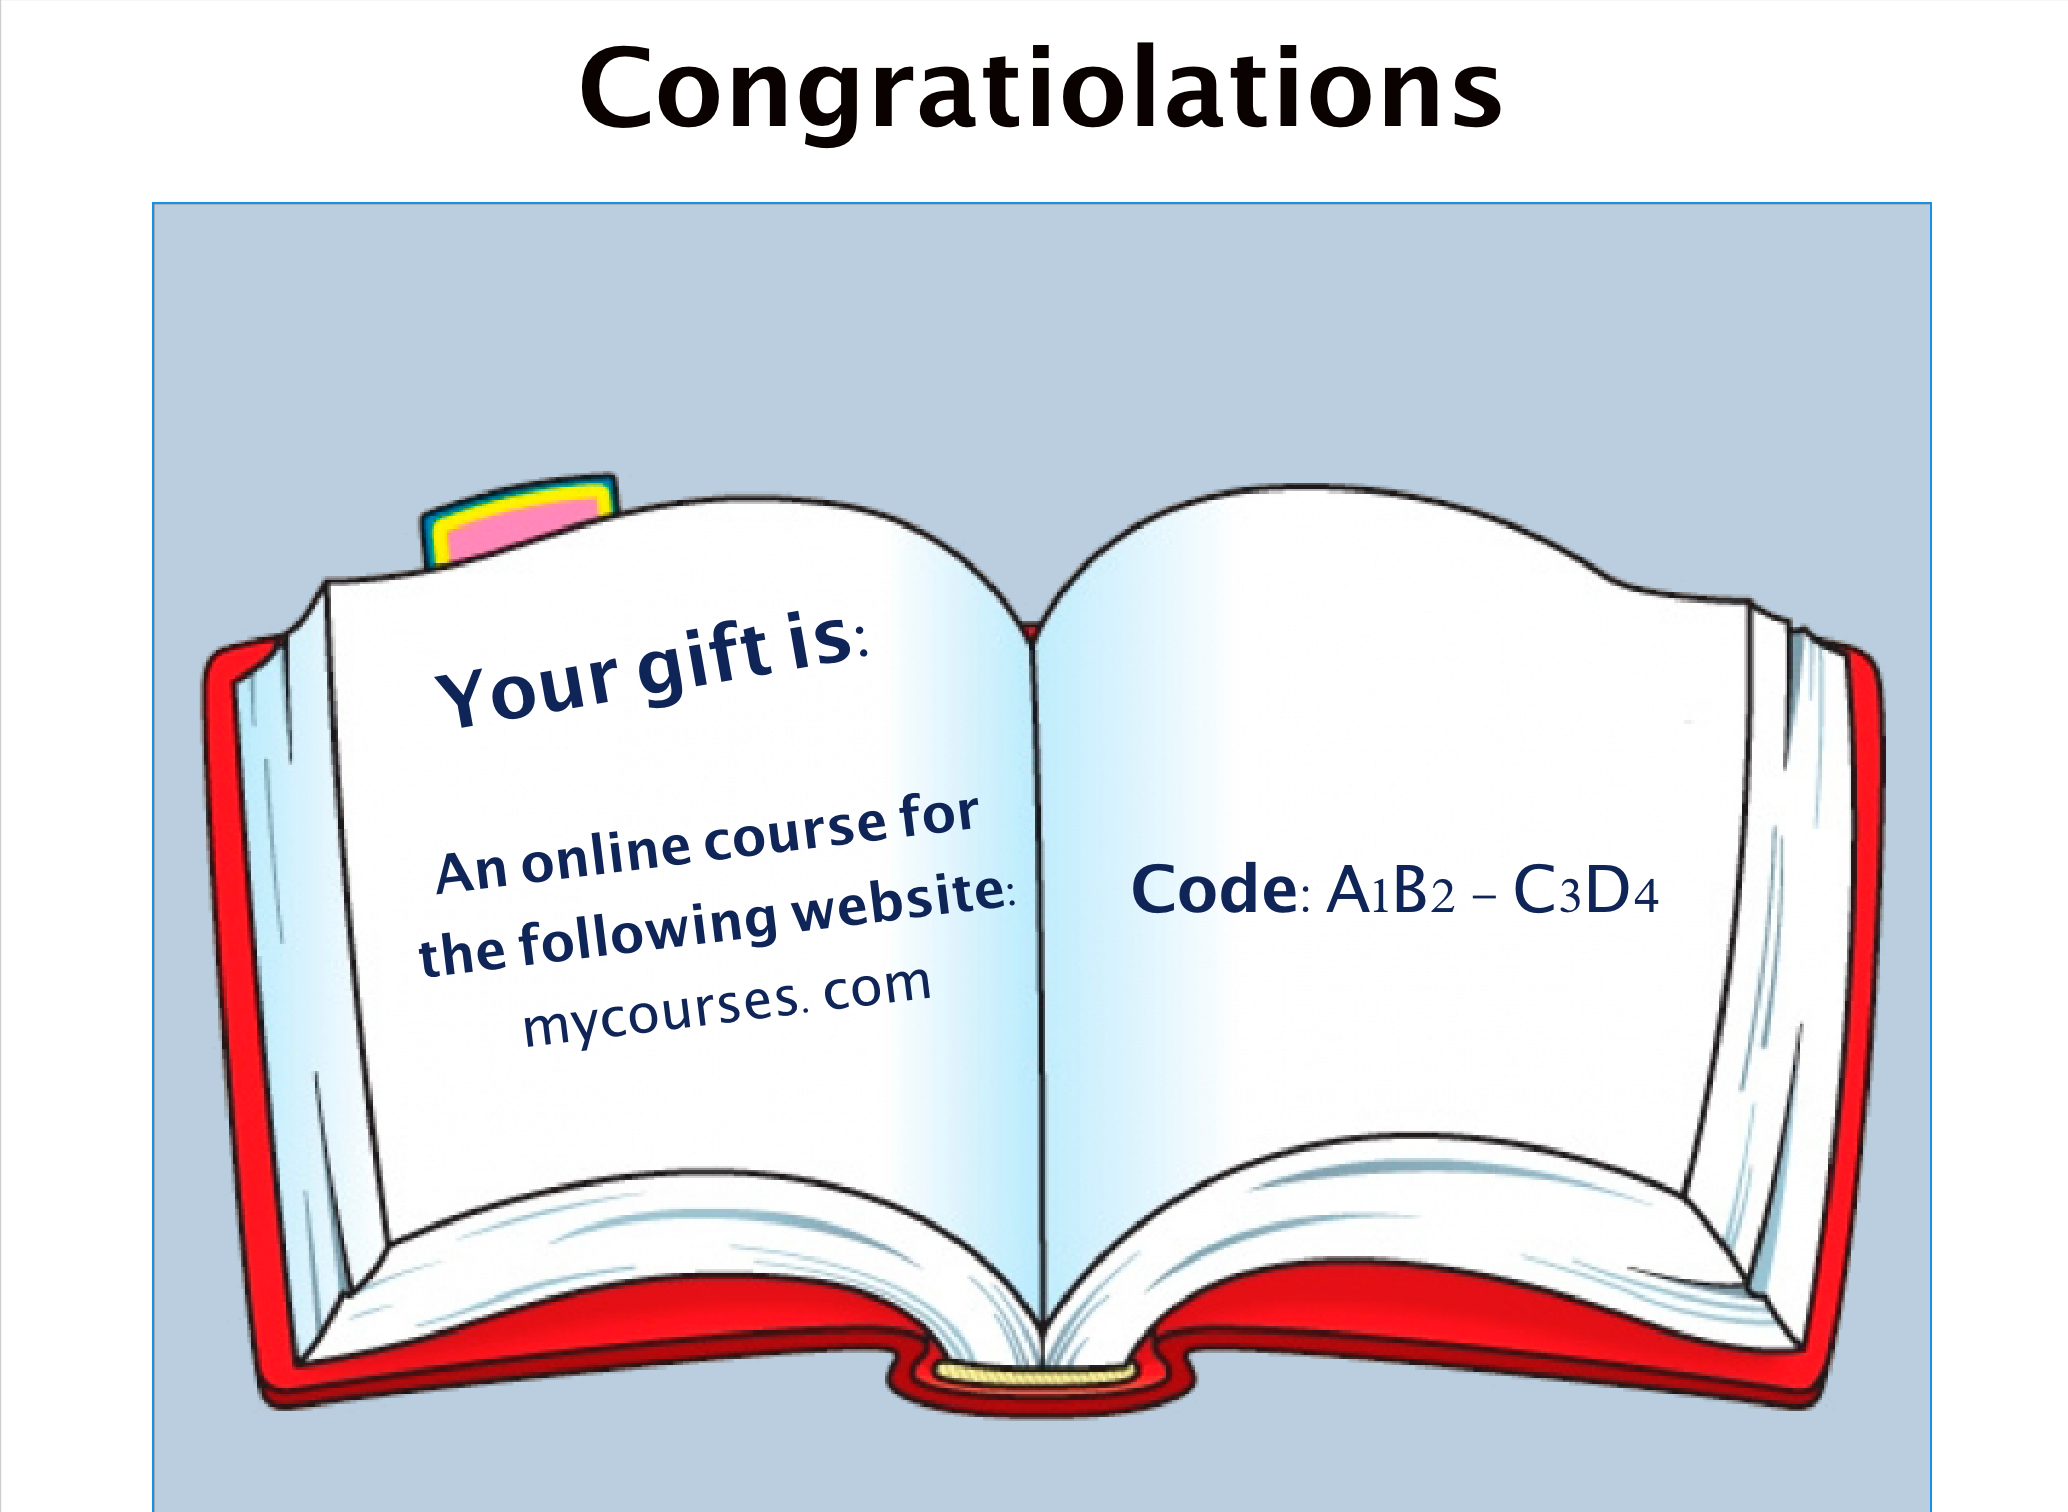 Congratiolations
Your gift is:
An online course for
the following website:
mycourses. com
Code: A1B2 – C3D4